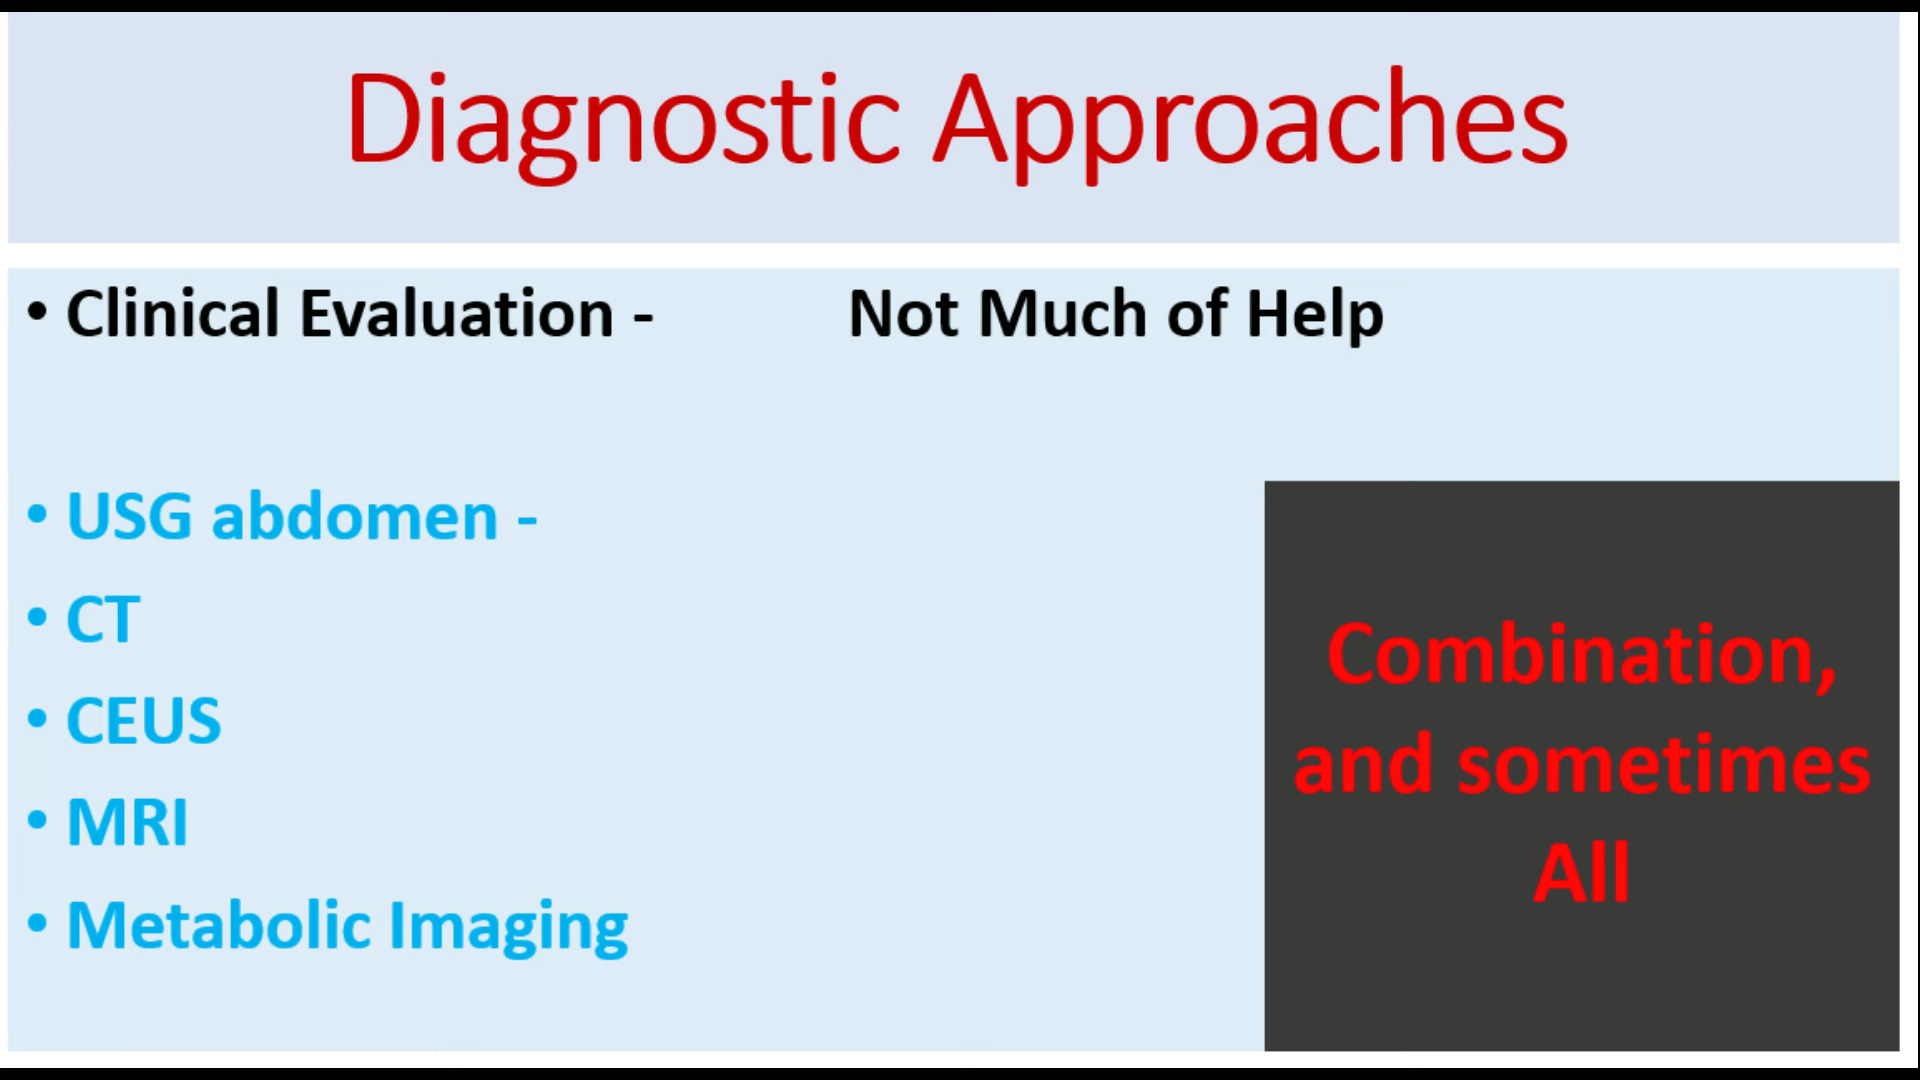 Diagnostic Approaches
• Clinical Evaluation - Not Much of Help
• USG abdomen -
• CT
• CEUS
• MRI
• Metabolic Imaging
Combination,
and sometimes
All